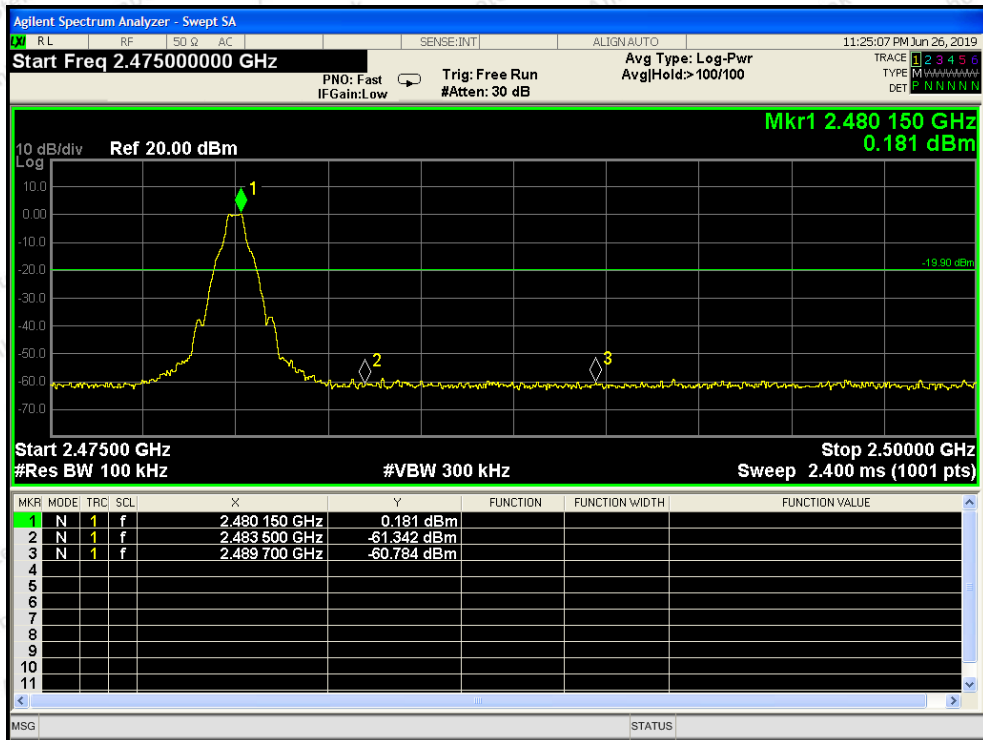 Agilent Spectrum Analyzer - Swept SA
LXI RL RF 50 Ω AC SENSE:INT ALIGN AUTO 11:25:07 PM Jun 26, 2019
Start Freq 2.475000000 GHz
PNO: Fast
IFGain:Low
Trig: Free Run
#Atten: 30 dB
Avg Type: Log-Pwr
Avg|Hold:>100/100
TRACE 1 2 3 4 5 6
TYPE M WWWWW
DET P N N N N N
Mkr1 2.480 150 GHz
0.181 dBm
10 dB/div Ref 20.00 dBm
Log
10.0
0.00
-10.0
-20.0
-30.0
-40.0
-50.0
-60.0
-70.0
1
2
3
-19.90 dBm
Start 2.47500 GHz Stop 2.50000 GHz
#Res BW 100 kHz #VBW 300 kHz Sweep 2.400 ms (1001 pts)
MKR MODE TRC SCL X Y FUNCTION FUNCTION WIDTH FUNCTION VALUE
1 N 1 f 2.480 150 GHz 0.181 dBm
2 N 1 f 2.483 500 GHz -61.342 dBm
3 N 1 f 2.489 700 GHz -60.784 dBm
4
5
6
7
8
9
10
11
MSG STATUS